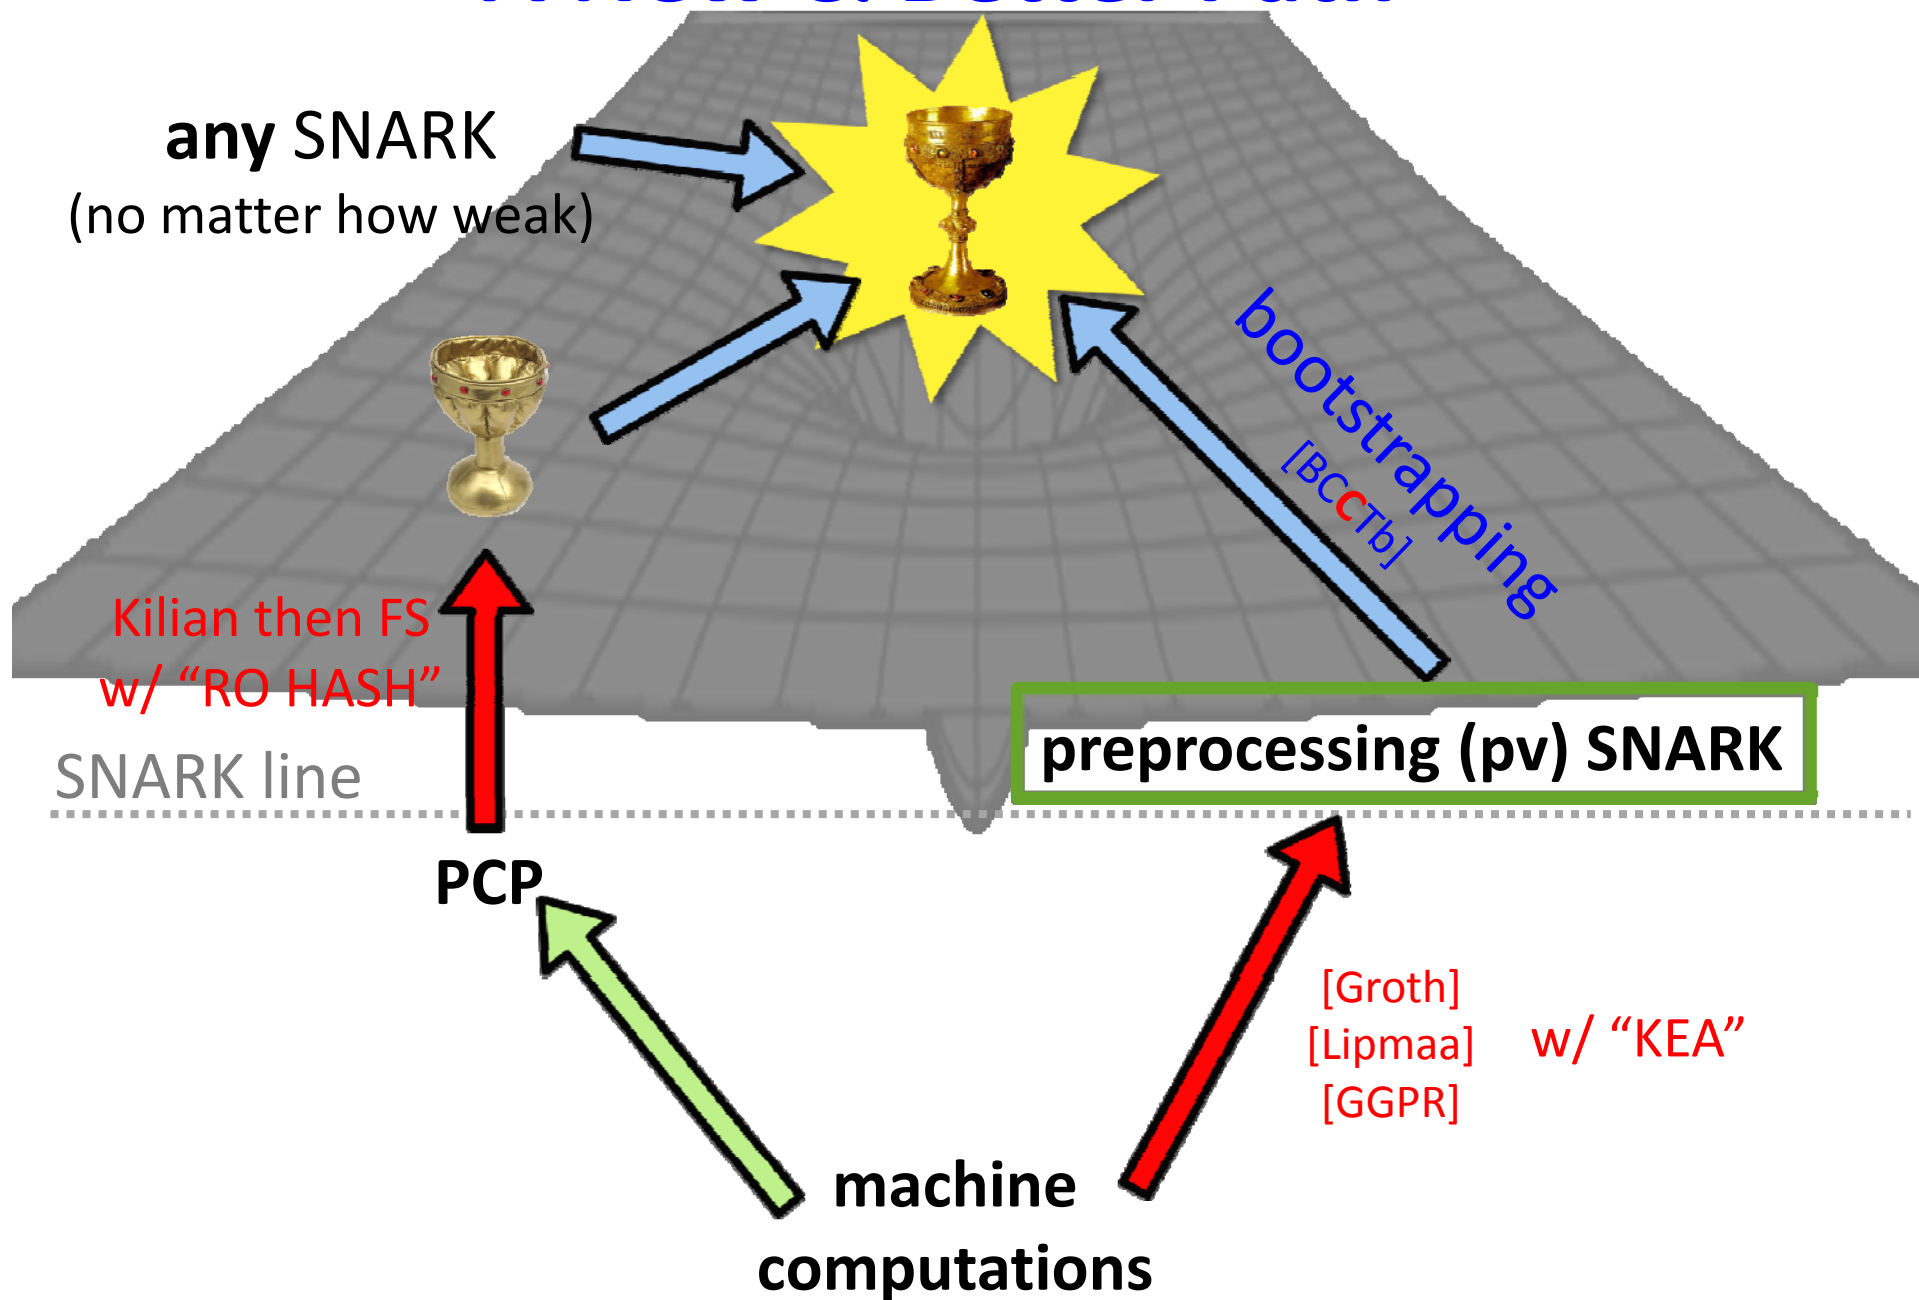 any SNARK
(no matter how weak)
bootstrapping
[BCCTb]
Kilian then FS
w/ “RO HASH”
SNARK line
preprocessing (pv) SNARK
PCP
[Groth]
[Lipmaa] w/ “KEA”
[GGPR]
machine
computations